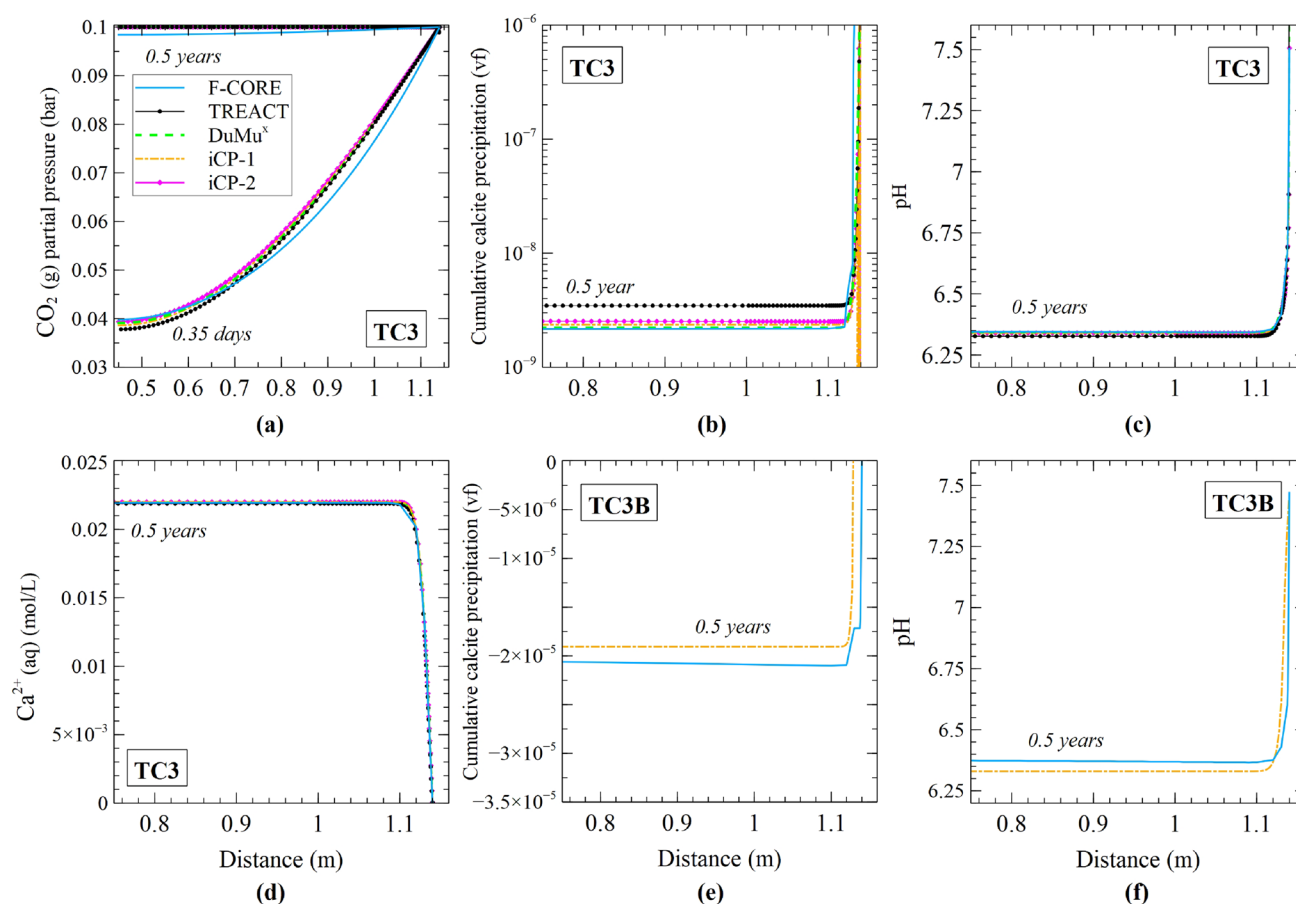 CO₂ (g) partial pressure (bar)
0.1
0.09
0.08
0.07
0.06
0.05
0.04
0.03
0.5 years
F-CORE
TREACT
DuMuˣ
iCP-1
iCP-2
0.35 days
TC3
0.5 0.6 0.7 0.8 0.9 1 1.1
(a)
Cumulative calcite precipitation (vf)
10⁻⁶
10⁻⁷
10⁻⁸
10⁻⁹
TC3
0.5 year
0.8 0.9 1.0 1.1
(b)
pH
7.5
7.25
7
6.75
6.5
6.25
TC3
0.5 years
0.8 0.9 1 1.1
(c)
Ca²⁺ (aq) (mol/L)
0.025
0.02
0.015
0.01
5×10⁻³
0
0.5 years
TC3
0.8 0.9 1 1.1
Distance (m)
(d)
Cumulative calcite precipitation (vf)
0
−5×10⁻⁶
−1×10⁻⁵
−2×10⁻⁵
−3×10⁻⁵
−3.5×10⁻⁵
TC3B
0.5 years
0.8 0.9 1 1.1
Distance (m)
(e)
pH
7.5
7.25
7
6.75
6.5
6.25
TC3B
0.5 years
0.8 0.9 1 1.1
Distance (m)
(f)